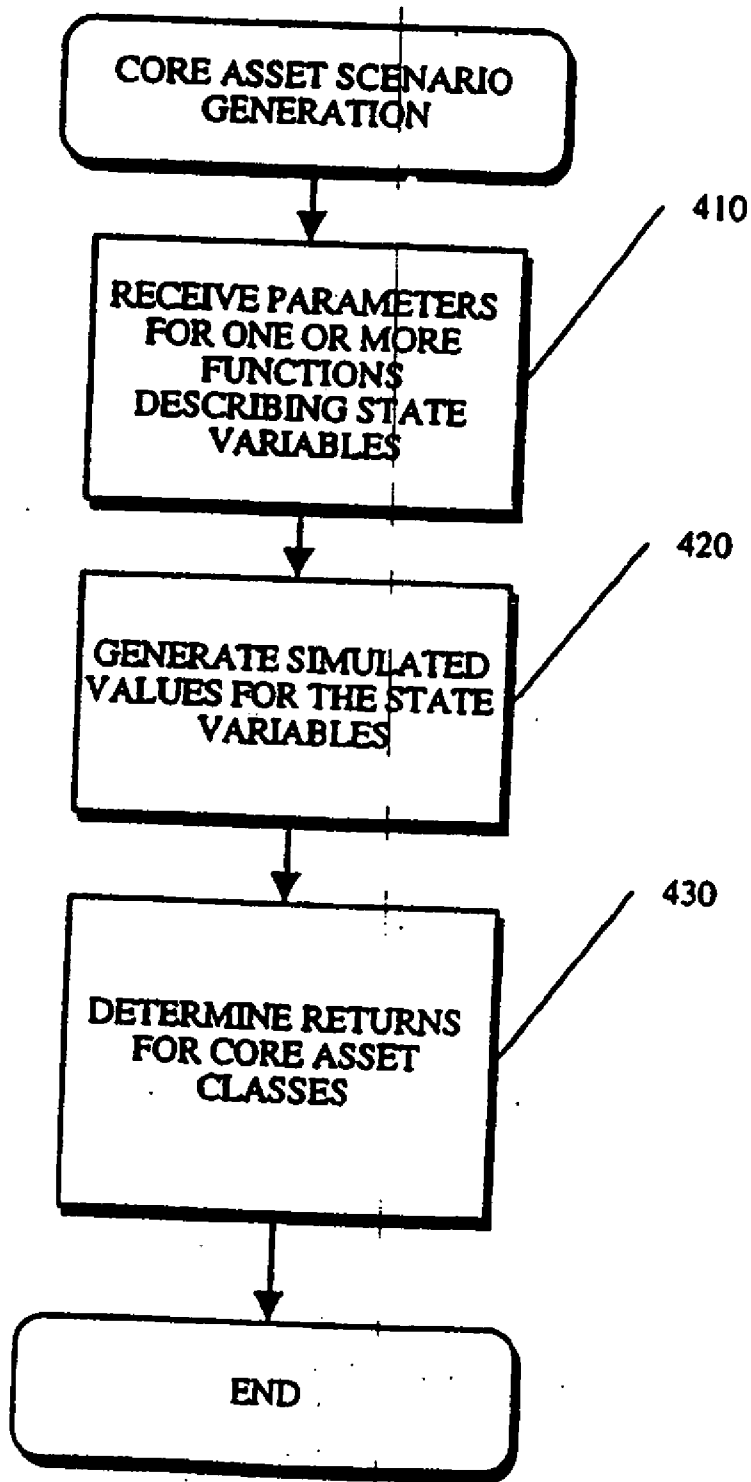 CORE ASSET SCENARIO
GENERATION
410
RECEIVE PARAMETERS
FOR ONE OR MORE
FUNCTIONS
DESCRIBING STATE
VARIABLES
420
GENERATE SIMULATED
VALUES FOR THE STATE
VARIABLES
430
DETERMINE RETURNS
FOR CORE ASSET
CLASSES
END